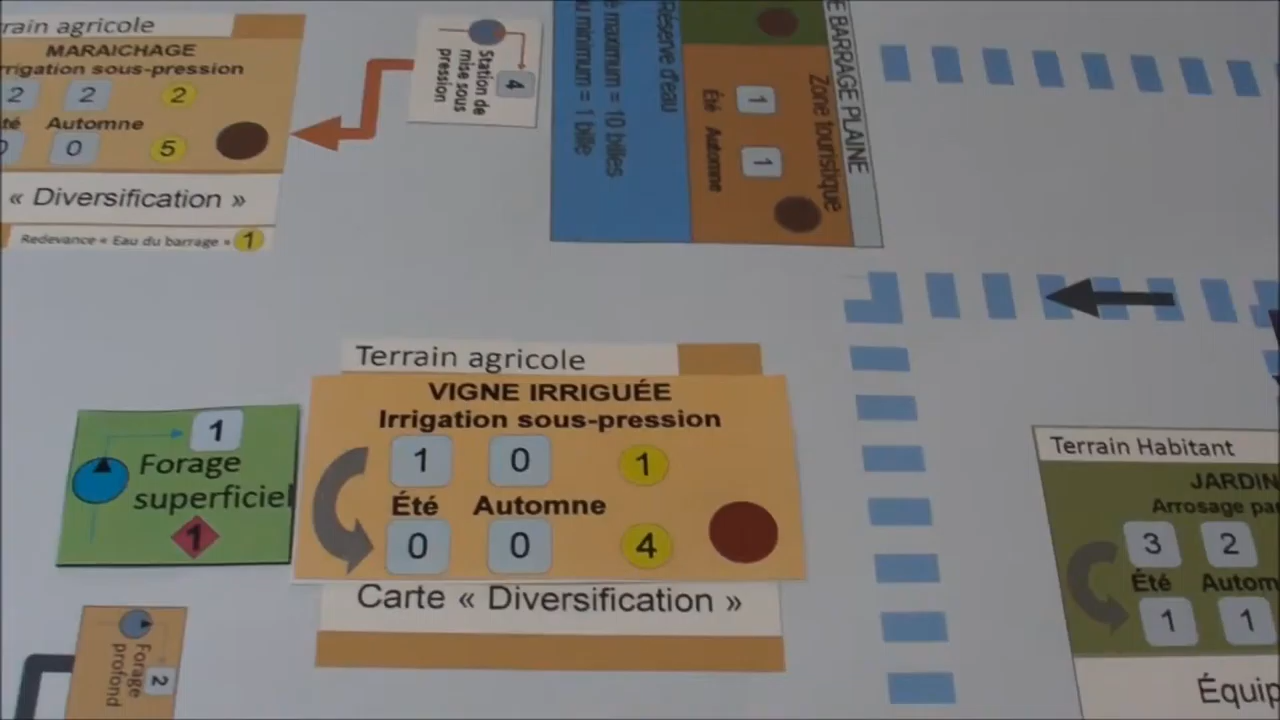 rain agricole
MARAICHAGE
rrigation sous-pression
2 2 2
té Automne
0 0 5
« Diversification »
Redevance « Eau du barrage » 1
Station de
mise sous
pression
4
E BARRAGE PLAINE
Zone touristique
1 1
Été Automne
Réserve d'eau
é maximum = 10 billes
u minimum = 1 bille
Terrain agricole
VIGNE IRRIGUÉE
Irrigation sous-pression
1 0 1
Été Automne
0 0 4
Carte « Diversification »
1
Forage
superficiel
1
Forage
profond
2
Terrain Habitant
JARDIN
Arrosage pa
3 2
Été Autom
1 1
Équip